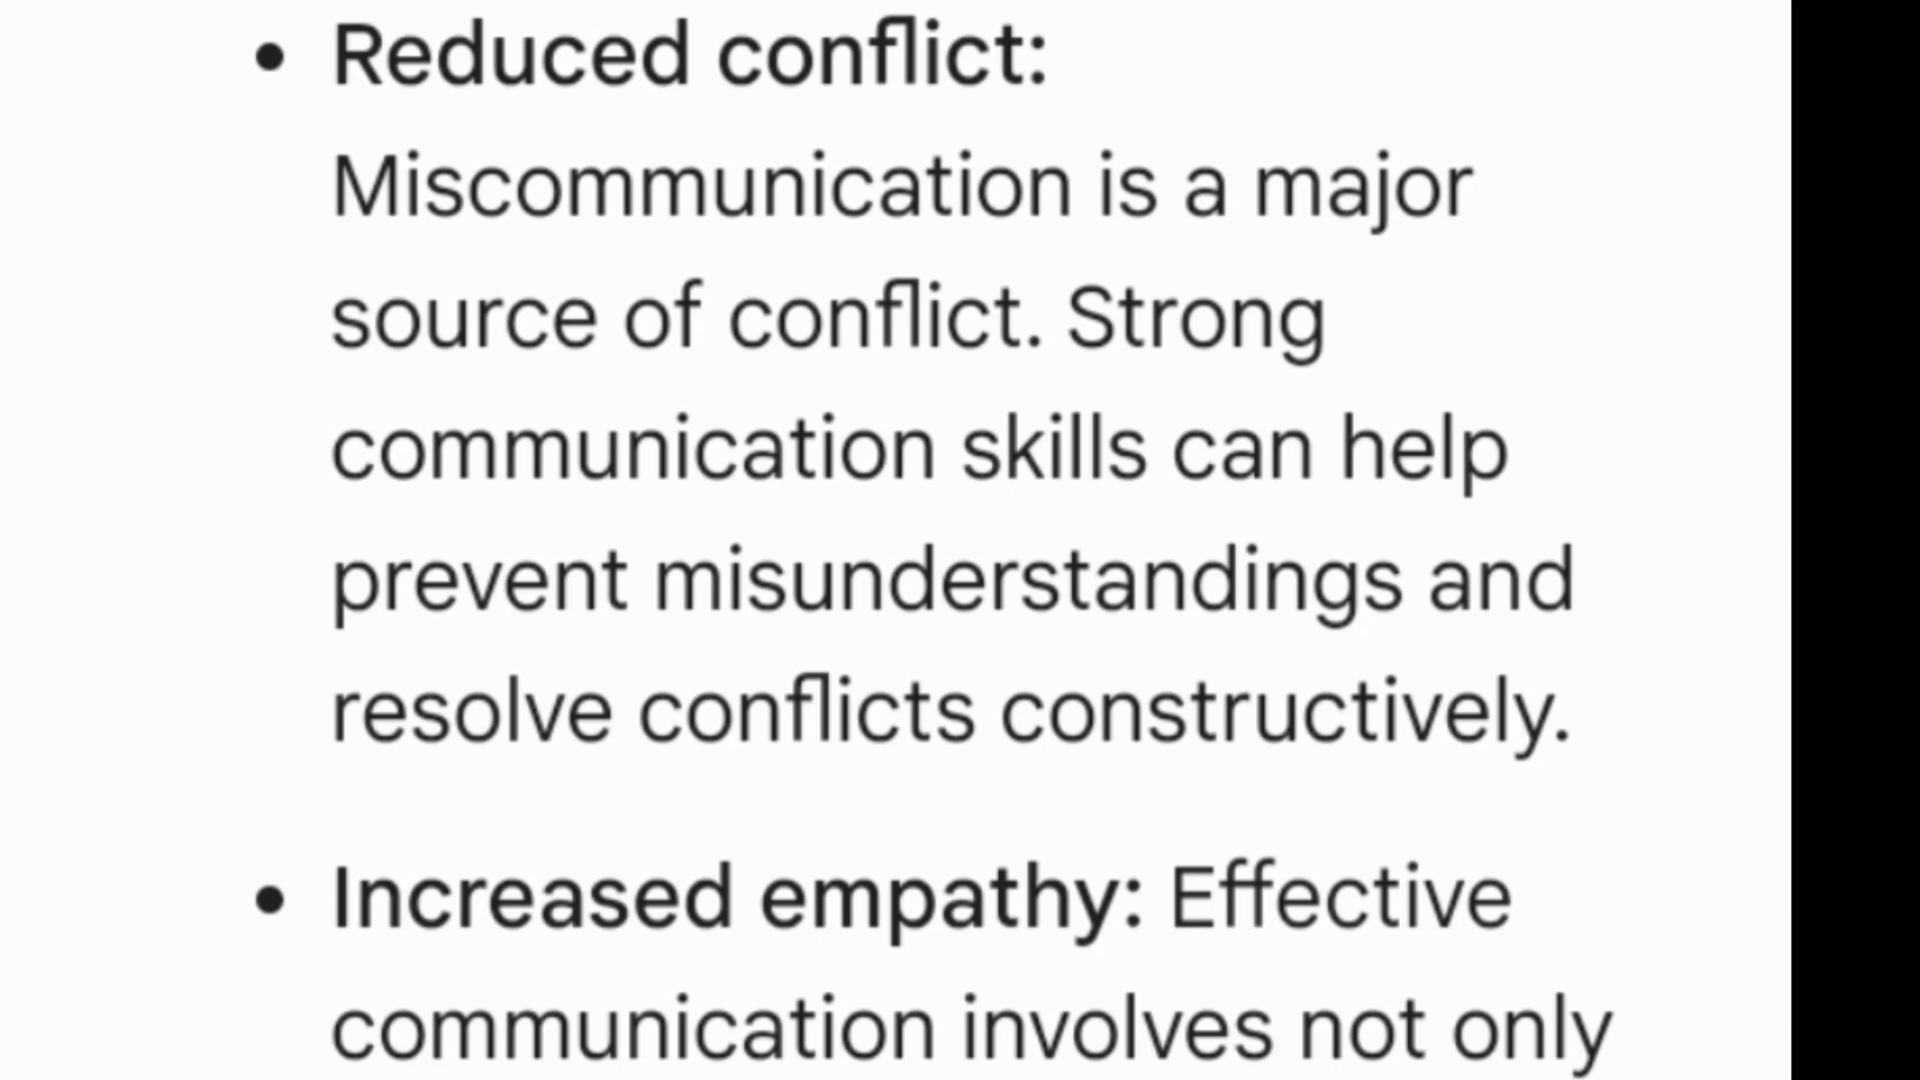 • Reduced conflict:
Miscommunication is a major
source of conflict. Strong
communication skills can help
prevent misunderstandings and
resolve conflicts constructively.
• Increased empathy: Effective
communication involves not only